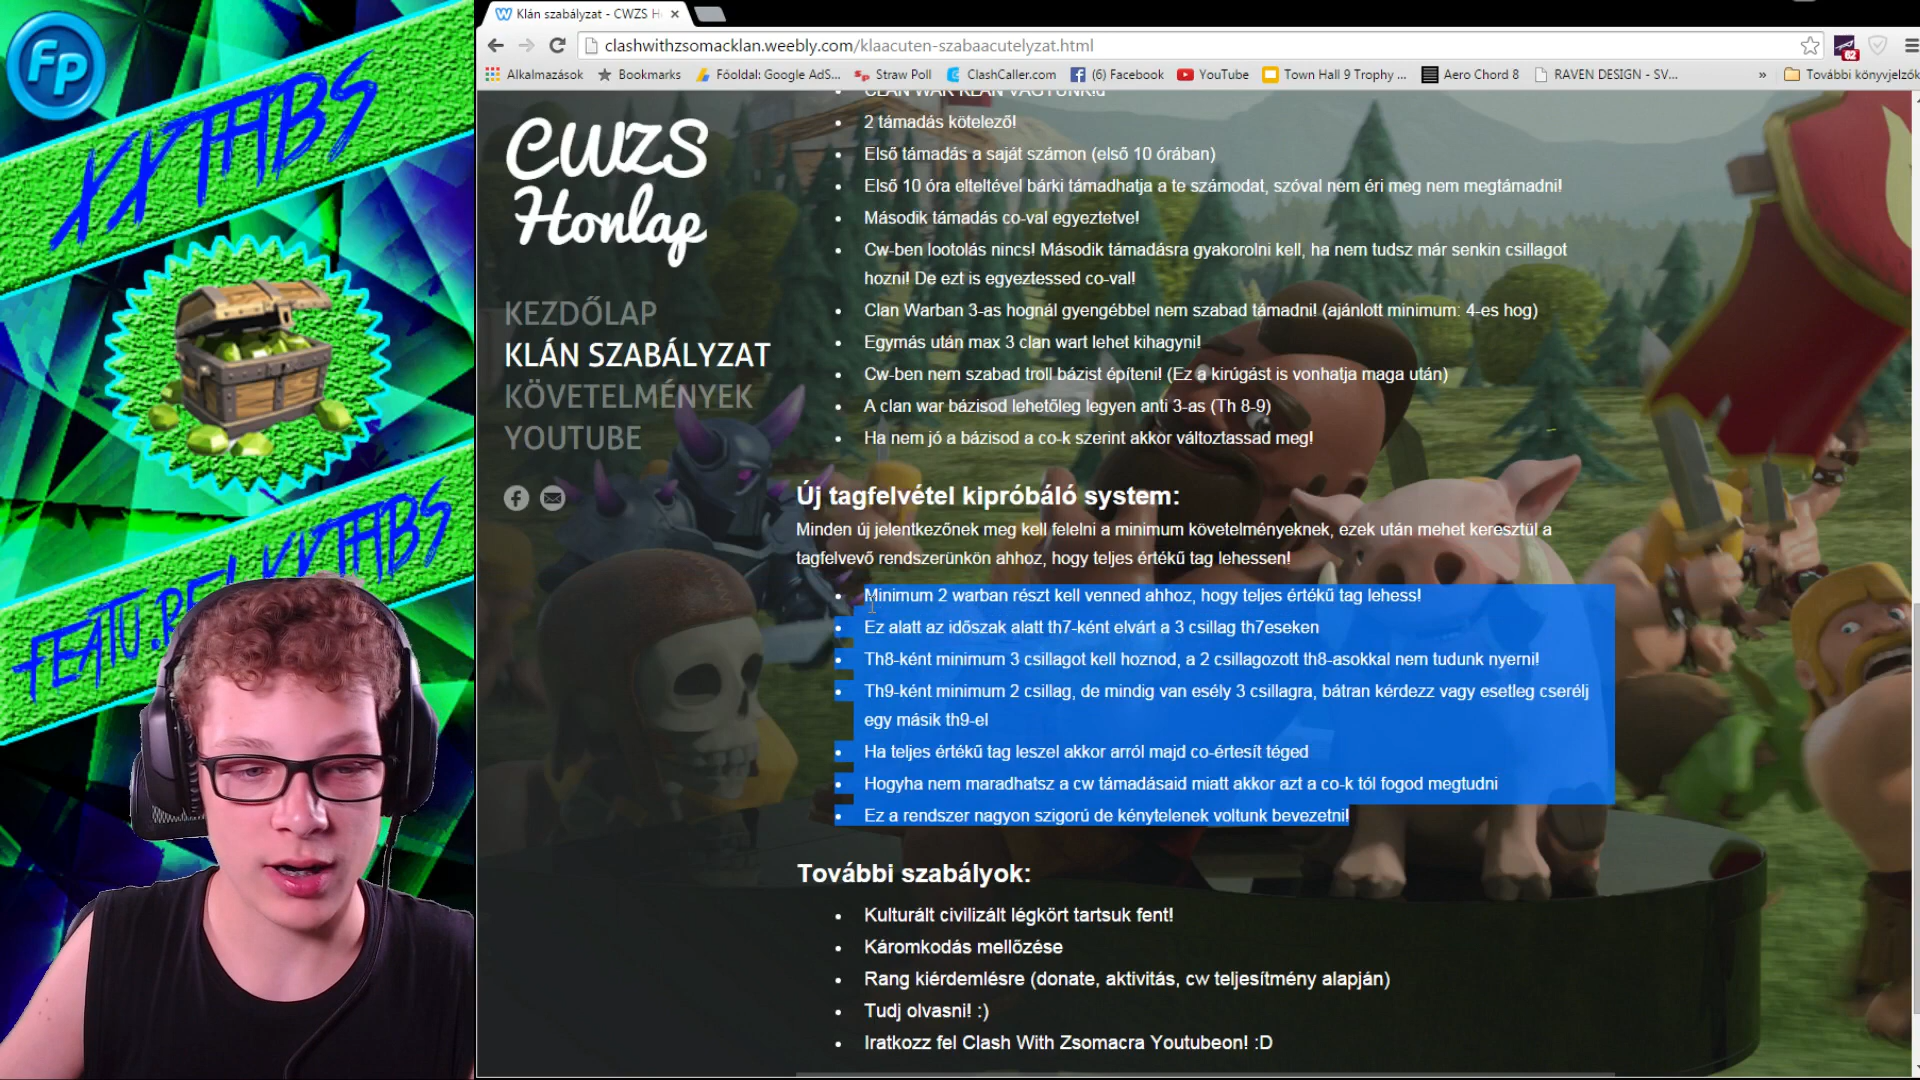 Fp
XXTHBS
Klán szabályzat - CWZS H
clashwithzsomacklan.weebly.com/klaacuten-szabaacutelyzat.html
62
Alkalmazások
Bookmarks
Főoldal: Google AdS...
Straw Poll
ClashCaller.com
(6) Facebook
YouTube
Town Hall 9 Trophy ...
Aero Chord 8
RAVEN DESIGN - SV...
»
További könyvjelzők
CWZS
Honlap
KEZDŐLAP
KLÁN SZABÁLYZAT
KÖVETELMÉNYEK
YOUTUBE
CLAN WAR KLÁN VAGYUNK!
2 támadás kötelező!
Első támadás a saját számon (első 10 órában)
Első 10 óra elteltével bárki támadhatja a te számodat, szóval nem éri meg nem megtámadni!
Második támadás co-val egyeztetve!
Cw-ben lootolás nincs! Második támadásra gyakorolni kell, ha nem tudsz már senkin csillagot
hozni! De ezt is egyeztessed co-val!
Clan Warban 3-as hognál gyengébbel nem szabad támadni! (ajánlott minimum: 4-es hog)
Egymás után max 3 clan wart lehet kihagyni!
Cw-ben nem szabad troll bázist építeni! (Ez a kirúgást is vonhatja maga után)
A clan war bázisod lehetőleg legyen anti 3-as (Th 8-9)
Ha nem jó a bázisod a co-k szerint akkor változtassad meg!
Új tagfelvétel kipróbáló system:
Minden új jelentkezőnek meg kell felelni a minimum követelményeknek, ezek után mehet keresztül a
tagfelvevő rendszerünkön ahhoz, hogy teljes értékű tag lehessen!
Minimum 2 warban részt kell venned ahhoz, hogy teljes értékű tag lehess!
Ez alatt az időszak alatt th7-ként elvárt a 3 csillag th7eseken
Th8-ként minimum 3 csillagot kell hoznod, a 2 csillagozott th8-asokkal nem tudunk nyerni!
Th9-ként minimum 2 csillag, de mindig van esély 3 csillagra, bátran kérdezz vagy esetleg cserélj
egy másik th9-el
Ha teljes értékű tag leszel akkor arról majd co-értesít téged
Hogyha nem maradhatsz a cw támadásaid miatt akkor azt a co-k tól fogod megtudni
Ez a rendszer nagyon szigorú de kénytelenek voltunk bevezetni!
További szabályok:
Kulturált civilizált légkört tartsuk fent!
Káromkodás mellőzése
Rang kiérdemlésre (donate, aktivitás, cw teljesítmény alapján)
Tudj olvasni! :)
Iratkozz fel Clash With Zsomacra Youtubeon! :D